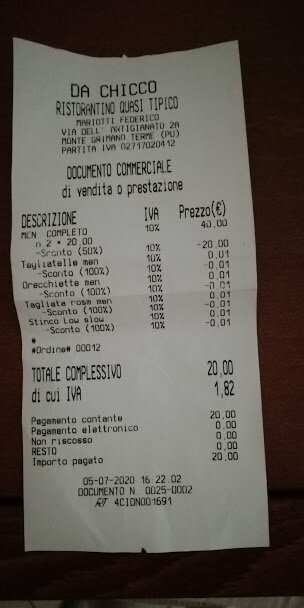 DA CHICCO
RISTORANTINO QUASI TIPICO
MARIOTTI FEDERICO
VIA DELL' ARTIGIANATO 2A
MONTE GRIMANO TERME (PU)
PARTITA IVA 02717020412
DOCUMENTO COMMERCIALE
di vendita o prestazione
DESCRIZIONE IVA Prezzo(€)
MEN COMPLETO 10% 40,00
n.2 * 20,00
-Sconto (50%) 10% -20,00
Tagliatelle men 10% 0,01
-Sconto (100%) 10% -0,01
Orecchiette men 10% 0,01
-Sconto (100%) 10% -0,01
Tagliata rosm men 10% 0,01
-Sconto (100%) 10% -0,01
Stinco low slow 10% 0,01
-Sconto (100%) 10% -0,01
#
#Ordine# 00012
TOTALE COMPLESSIVO 20,00
di cui IVA 1,82
Pagamento contante 20,00
Pagamento elettronico 0,00
Non riscosso 0,00
RESTO 0,00
Importo pagato 20,00
05-07-2020 16:22:02
DOCUMENTO N. 0025-0002
RT 4CIDN001691